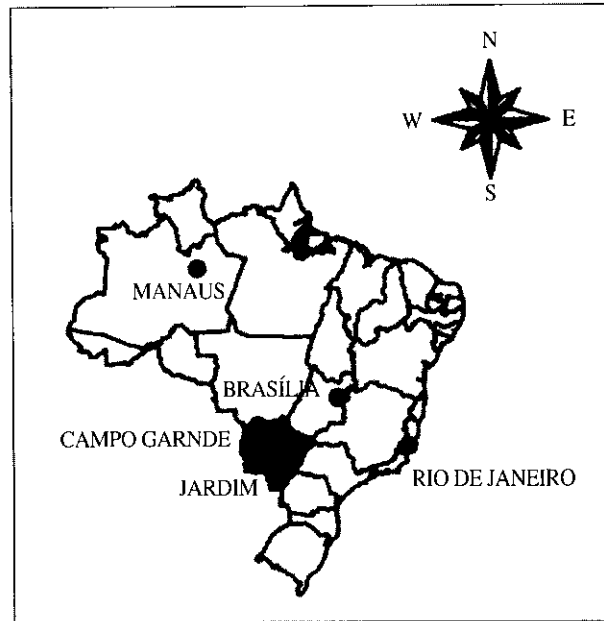 N
W E
S
MANAUS
BRASÍLIA
CAMPO GARNDE
JARDIM
RIO DE JANEIRO